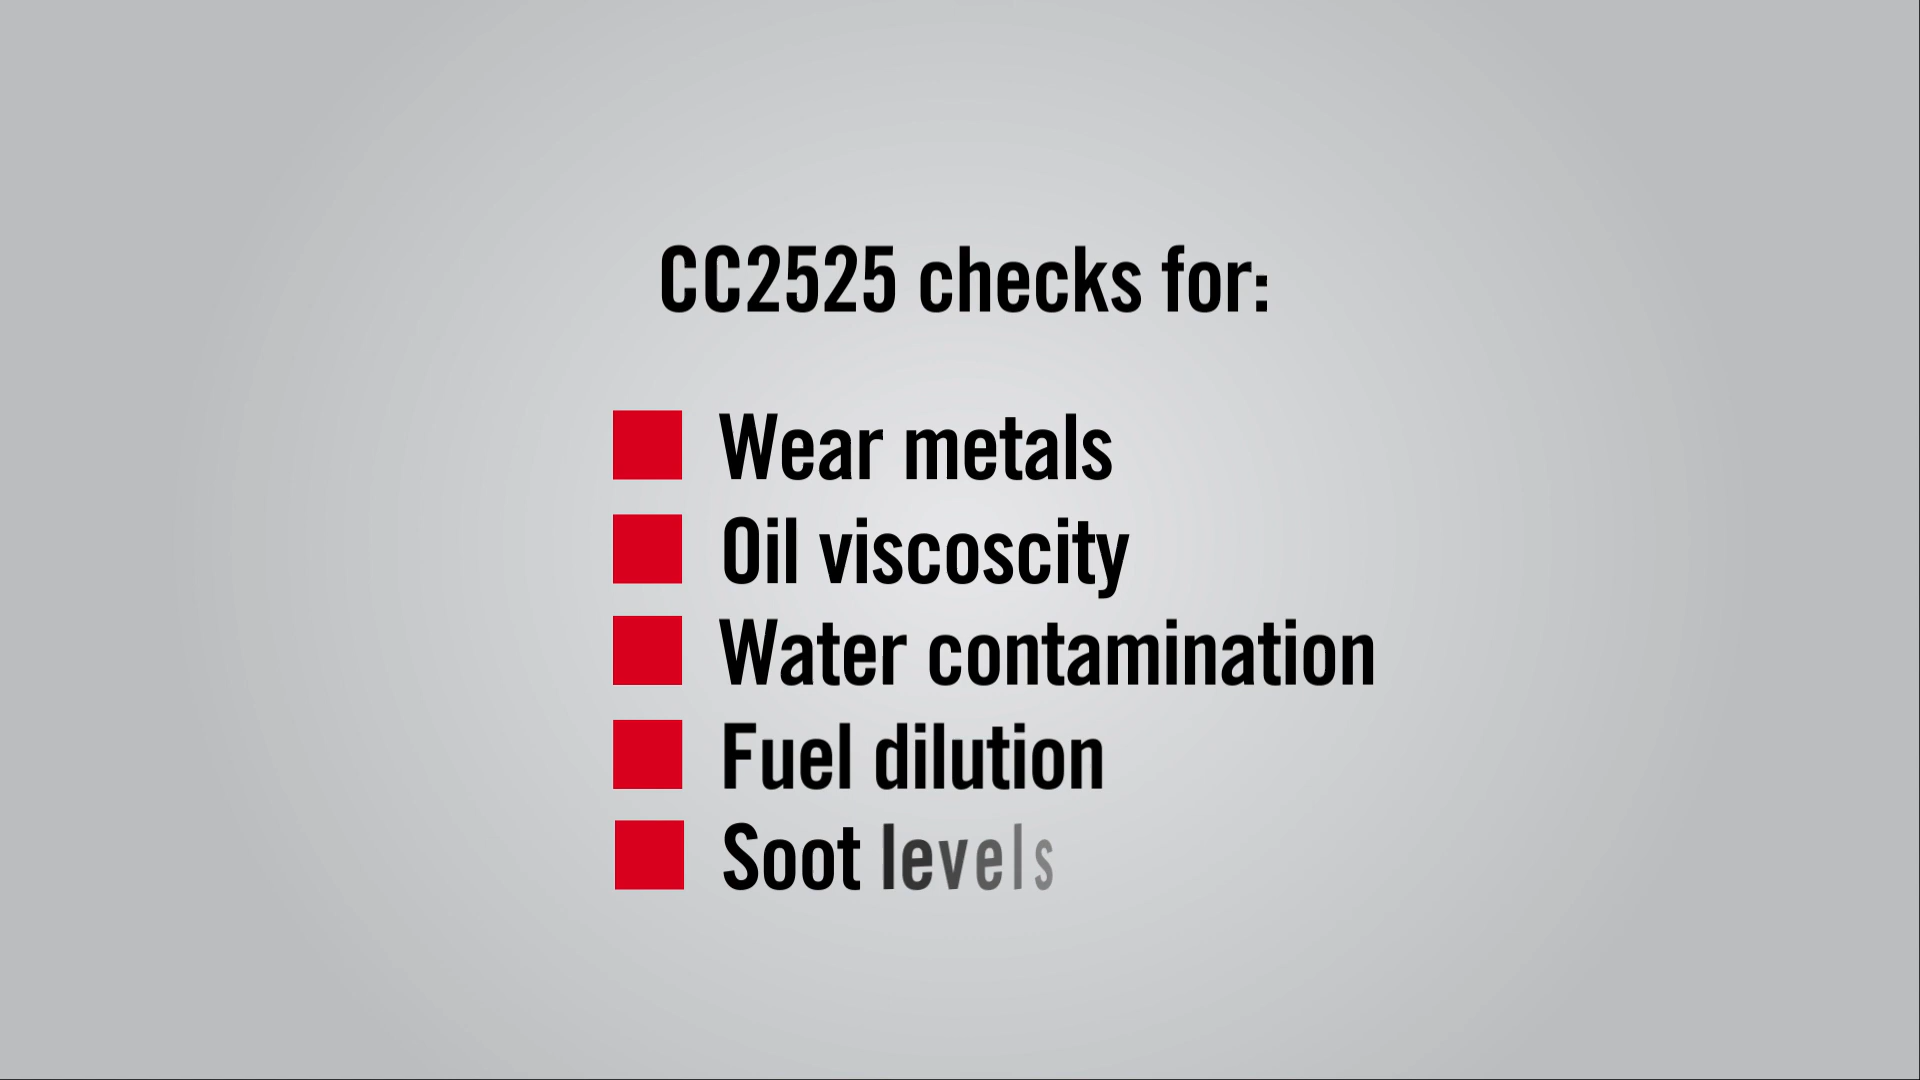 CC2525 checks for:
Wear metals
Oil viscoscity
Water contamination
Fuel dilution
Soot levels